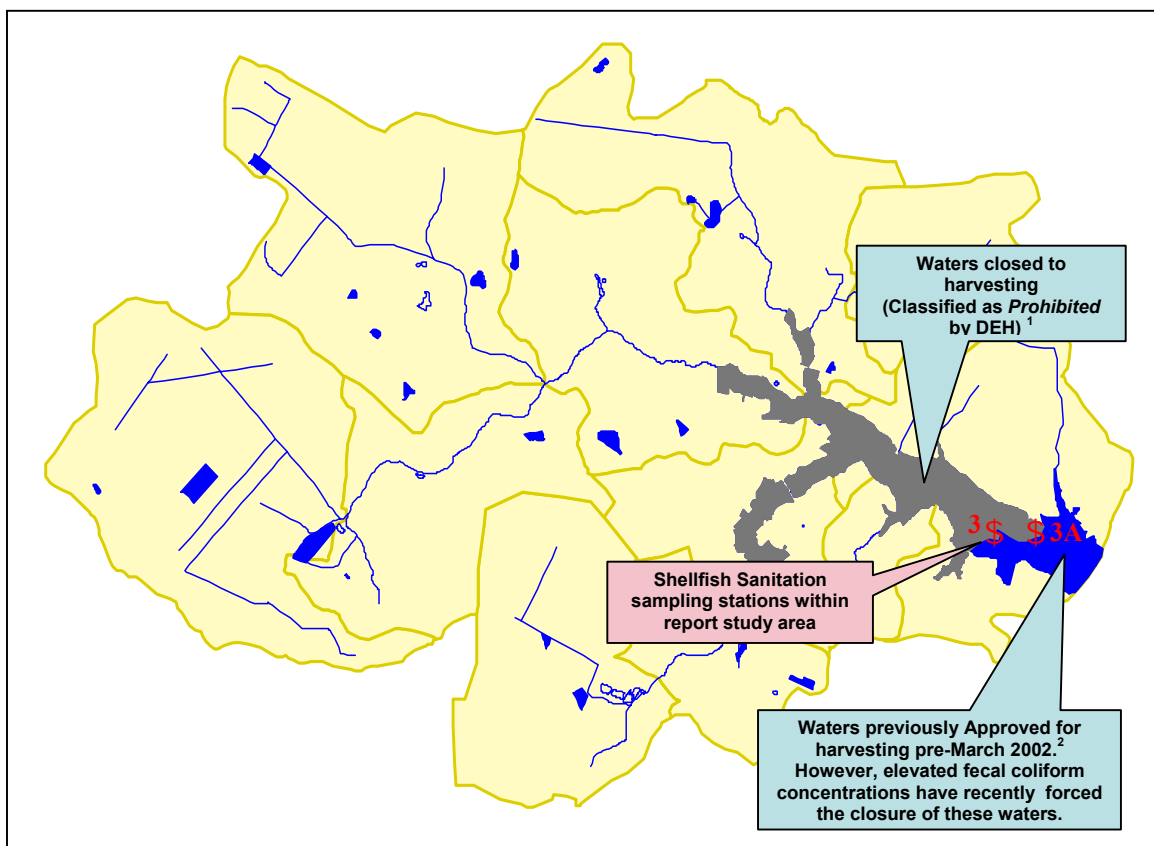 Waters closed to
harvesting
(Classified as Prohibited
by DEH) 1
3$ $3A
Shellfish Sanitation
sampling stations within
report study area
Waters previously Approved for
harvesting pre-March 2002.2
However, elevated fecal coliform
concentrations have recently forced
the closure of these waters.